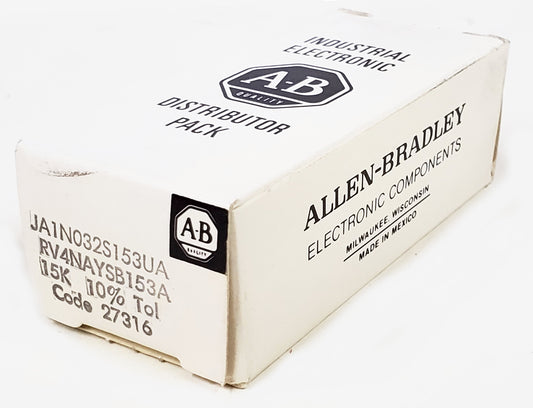 INDUSTRIAL
ELECTRONIC
A-B
QUALITY
DISTRIBUTOR
PACK
ALLEN-BRADLEY
ELECTRONIC COMPONENTS
MILWAUKEE, WISCONSIN
MADE IN MEXICO
A-B
QUALITY
JA1N032S153UA
RV4NAYSB153A
15K 10% Tol
Code 27316